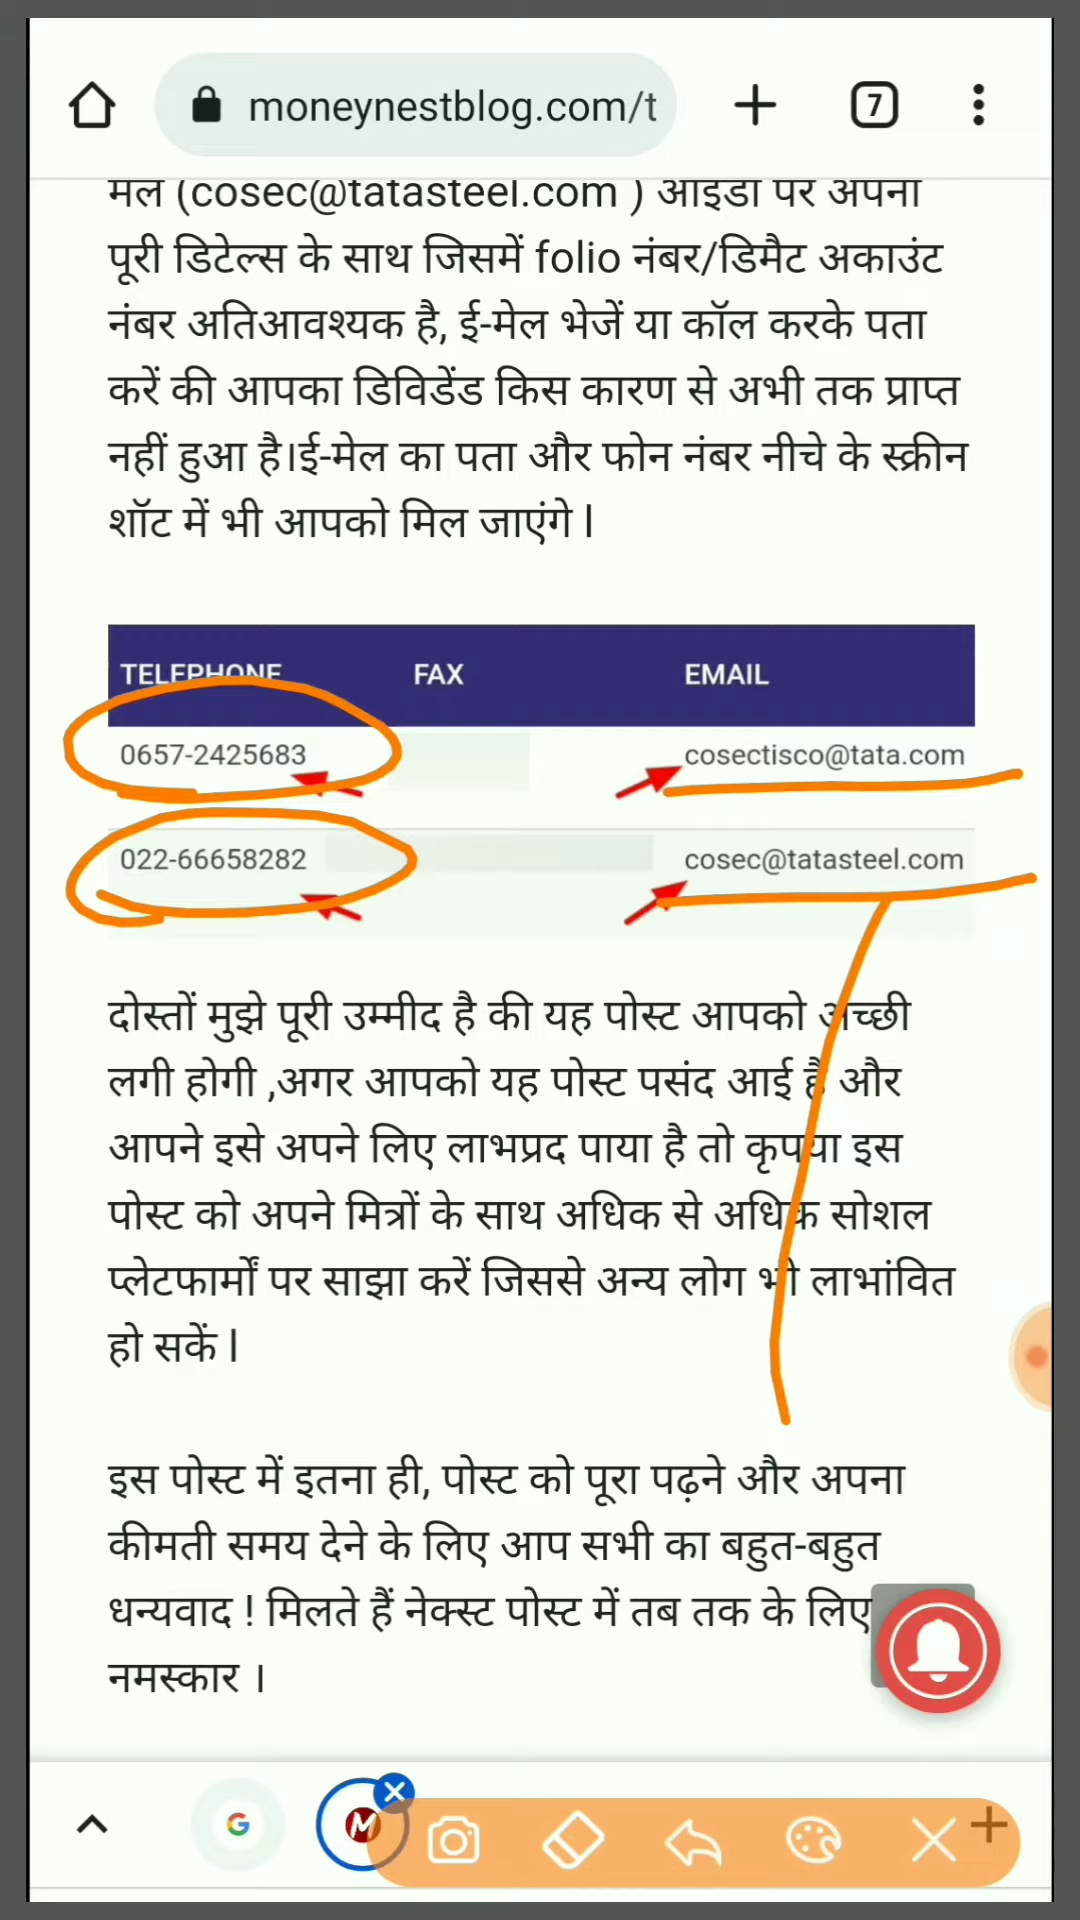 moneynestblog.com/t
7
मेल (cosec@tatasteel.com ) आईडी पर अपनी
पूरी डिटेल्स के साथ जिसमें folio नंबर/डिमैट अकाउंट
नंबर अतिआवश्यक है, ई-मेल भेजें या कॉल करके पता
करें की आपका डिविडेंड किस कारण से अभी तक प्राप्त
नहीं हुआ है।ई-मेल का पता और फोन नंबर नीचे के स्क्रीन
शॉट में भी आपको मिल जाएंगे |
TELEPHONE FAX EMAIL
0657-2425683 cosectisco@tata.com
022-66658282 cosec@tatasteel.com
दोस्तों मुझे पूरी उम्मीद है की यह पोस्ट आपको अच्छी
लगी होगी ,अगर आपको यह पोस्ट पसंद आई है और
आपने इसे अपने लिए लाभप्रद पाया है तो कृपया इस
पोस्ट को अपने मित्रों के साथ अधिक से अधिक सोशल
प्लेटफार्मों पर साझा करें जिससे अन्य लोग भी लाभांवित
हो सकें |
इस पोस्ट में इतना ही, पोस्ट को पूरा पढ़ने और अपना
कीमती समय देने के लिए आप सभी का बहुत-बहुत
धन्यवाद ! मिलते हैं नेक्स्ट पोस्ट में तब तक के लिए
नमस्कार ।
G M